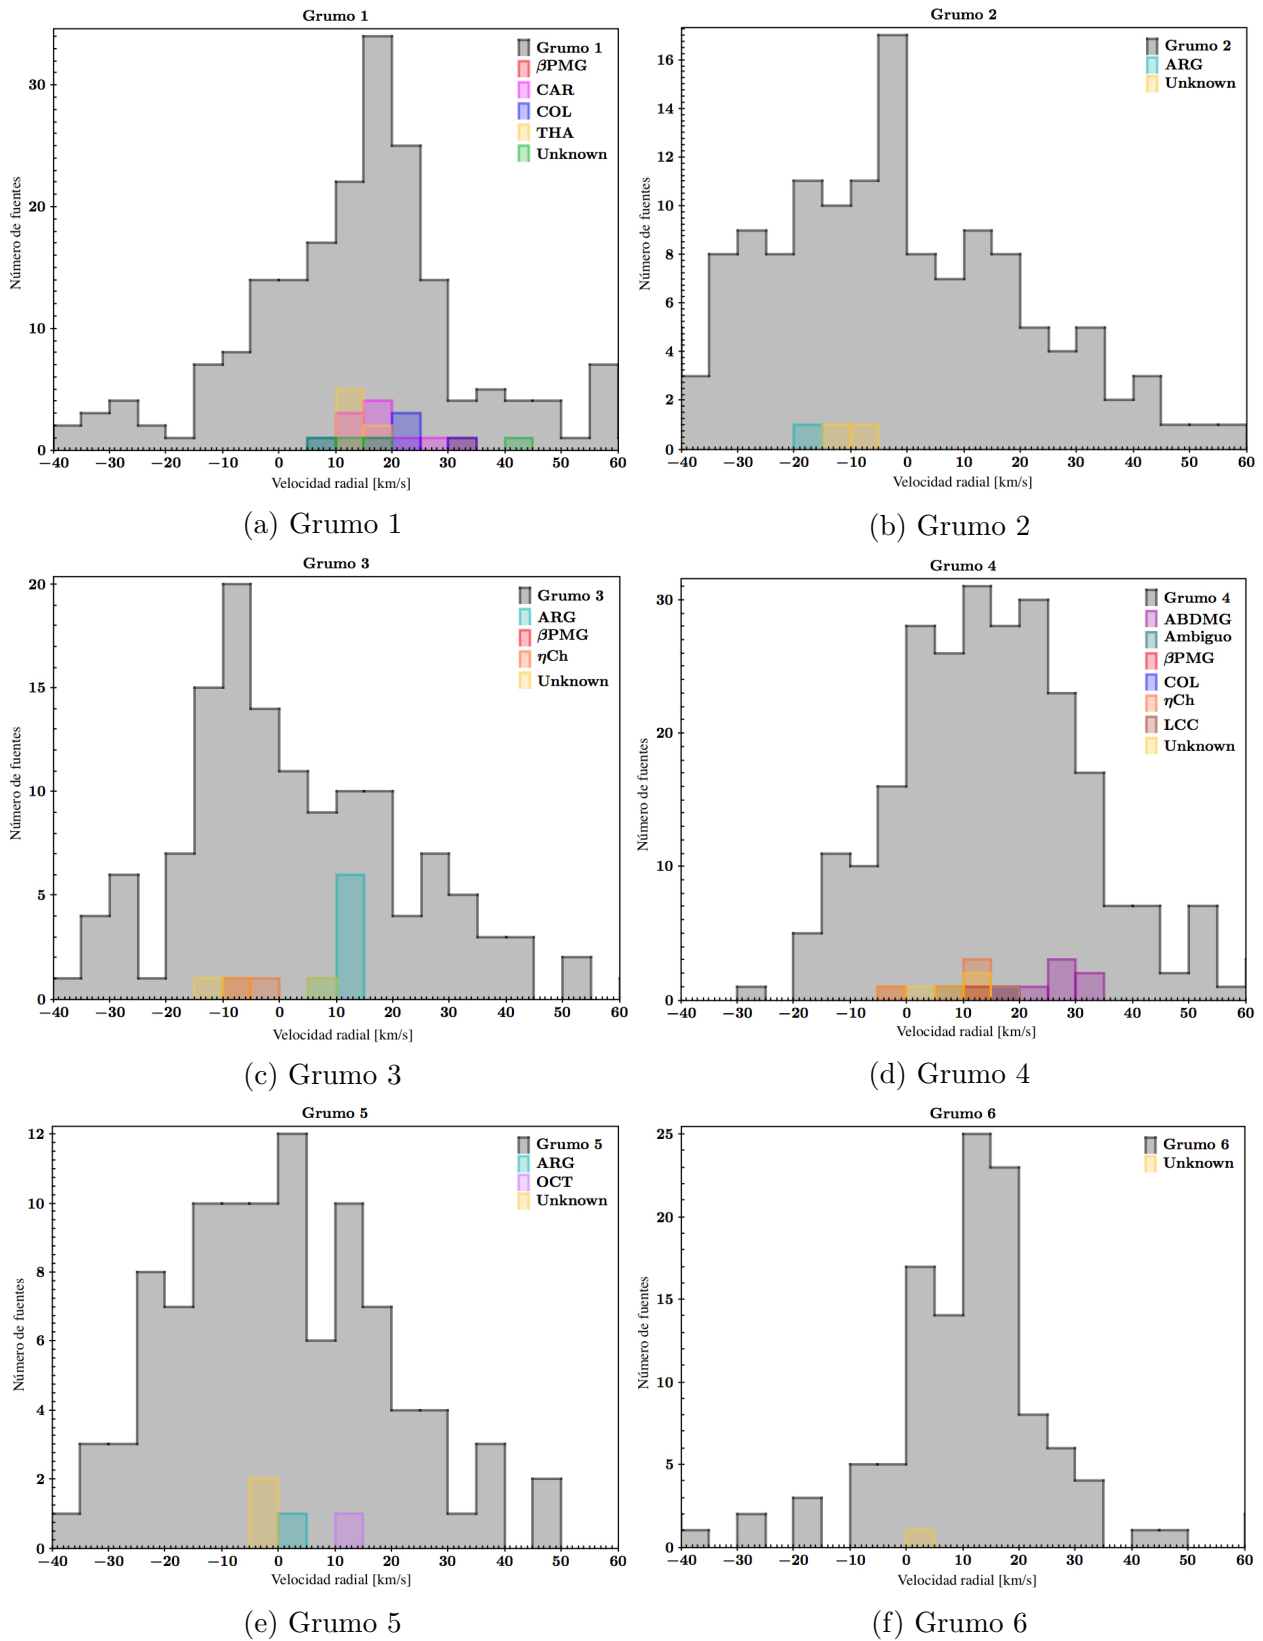 Grumo 1
Número de fuentes
30
20
10
0
Grumo 1
βPMG
CAR
COL
THA
Unknown
−40 −30 −20 −10 0 10 20 30 40 50 60
Velocidad radial [km/s]
(a) Grumo 1
Grumo 2
Número de fuentes
16
14
12
10
8
6
4
2
0
Grumo 2
ARG
Unknown
−40 −30 −20 −10 0 10 20 30 40 50 60
Velocidad radial [km/s]
(b) Grumo 2
Grumo 3
Número de fuentes
20
15
10
5
0
Grumo 3
ARG
βPMG
ηCh
Unknown
−40 −30 −20 −10 0 10 20 30 40 50 60
Velocidad radial [km/s]
(c) Grumo 3
Grumo 4
Número de fuentes
30
20
10
0
Grumo 4
ABDMG
Ambiguo
βPMG
COL
ηCh
LCC
Unknown
−40 −30 −20 −10 0 10 20 30 40 50 60
Velocidad radial [km/s]
(d) Grumo 4
Grumo 5
Número de fuentes
12
10
8
6
4
2
0
Grumo 5
ARG
OCT
Unknown
−40 −30 −20 −10 0 10 20 30 40 50 60
Velocidad radial [km/s]
(e) Grumo 5
Grumo 6
Número de fuentes
25
20
15
10
5
0
Grumo 6
Unknown
−40 −30 −20 −10 0 10 20 30 40 50 60
Velocidad radial [km/s]
(f) Grumo 6